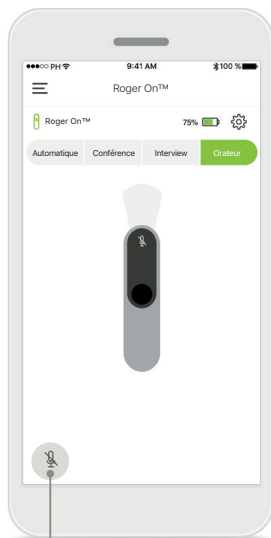 PH 9:41 AM 100 %
Roger On™
Roger On™ 75%
Automatique Conférence Interview Orateur